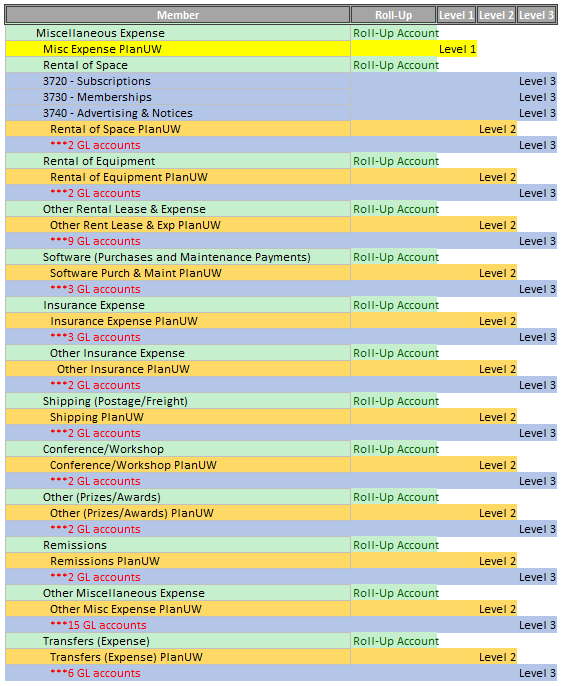 Member Roll-Up Level 1 Level 2 Level 3
Miscellaneous Expense Roll-Up Account
Misc Expense PlanUW Level 1
Rental of Space Roll-Up Account
3720 - Subscriptions Level 3
3730 - Memberships Level 3
3740 - Advertising & Notices Level 3
Rental of Space PlanUW Level 2
***2 GL accounts Level 3
Rental of Equipment Roll-Up Account
Rental of Equipment PlanUW Level 2
***2 GL accounts Level 3
Other Rental Lease & Expense Roll-Up Account
Other Rent Lease & Exp PlanUW Level 2
***9 GL accounts Level 3
Software (Purchases and Maintenance Payments) Roll-Up Account
Software Purch & Maint PlanUW Level 2
***3 GL accounts Level 3
Insurance Expense Roll-Up Account
Insurance Expense PlanUW Level 2
***3 GL accounts Level 3
Other Insurance Expense Roll-Up Account
Other Insurance PlanUW Level 2
***2 GL accounts Level 3
Shipping (Postage/Freight) Roll-Up Account
Shipping PlanUW Level 2
***2 GL accounts Level 3
Conference/Workshop Roll-Up Account
Conference/Workshop PlanUW Level 2
***2 GL accounts Level 3
Other (Prizes/Awards) Roll-Up Account
Other (Prizes/Awards) PlanUW Level 2
***2 GL accounts Level 3
Remissions Roll-Up Account
Remissions PlanUW Level 2
***2 GL accounts Level 3
Other Miscellaneous Expense Roll-Up Account
Other Misc Expense PlanUW Level 2
***15 GL accounts Level 3
Transfers (Expense) Roll-Up Account
Transfers (Expense) PlanUW Level 2
***6 GL accounts Level 3